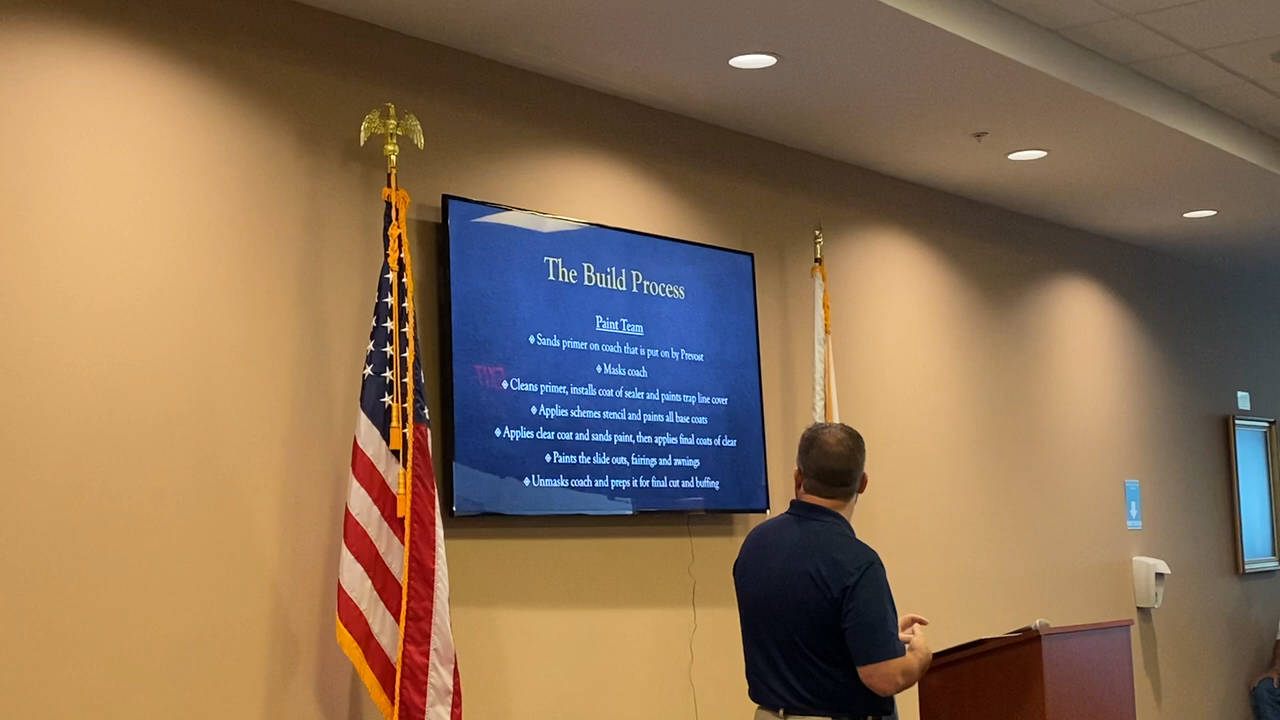 The Build Process
Paint Team
❖ Sands primer on coach that is put on by Prevost
❖ Masks coach
❖ Cleans primer, installs coat of sealer and paints trap line cover
❖ Applies schemes stencil and paints all base coats
❖ Applies clear coat and sands paint, then applies final coats of clear
❖ Paints the slide outs, fairings and awnings
❖ Unmasks coach and preps it for final cut and buffing